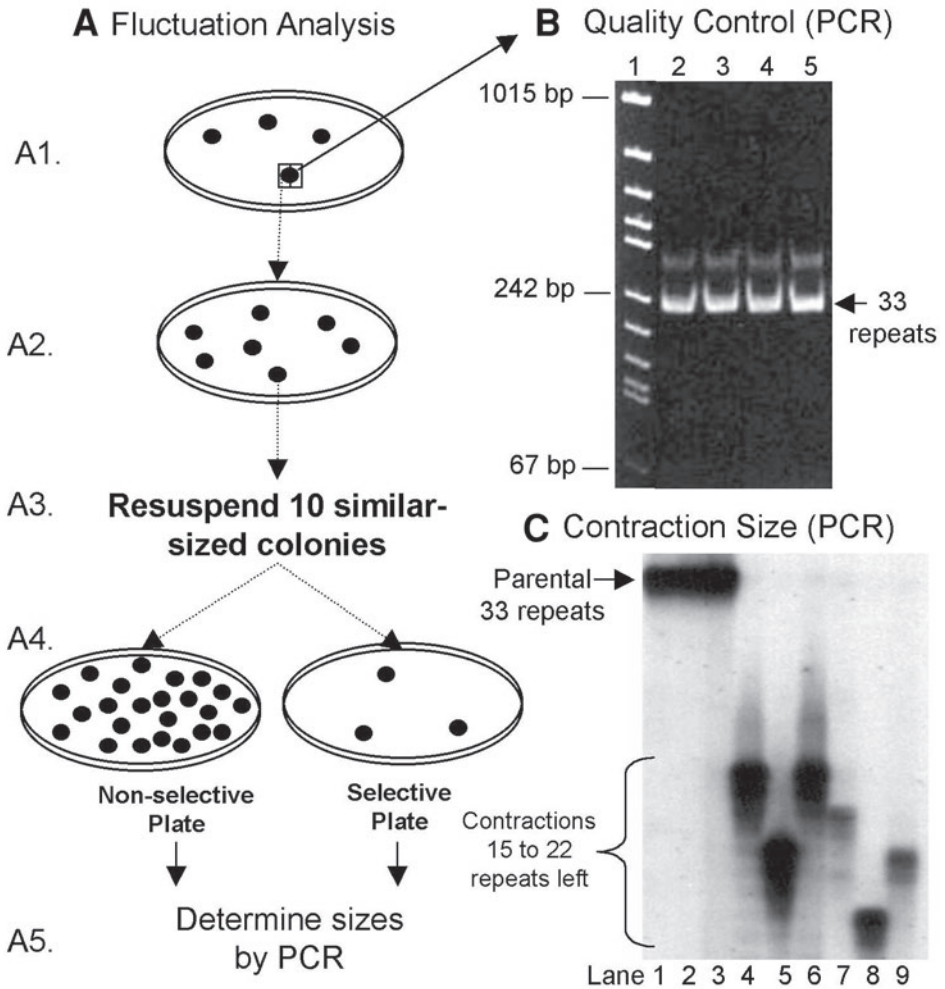 A Fluctuation Analysis
A1.
A2.
A3.
Resuspend 10 similar-
sized colonies
A4.
Non-selective
Plate
Selective
Plate
A5.
Determine sizes
by PCR
B Quality Control (PCR)
1 2 3 4 5
1015 bp
242 bp
67 bp
33
repeats
C Contraction Size (PCR)
Parental
33 repeats
Contractions
15 to 22
repeats left
Lane 1 2 3 4 5 6 7 8 9